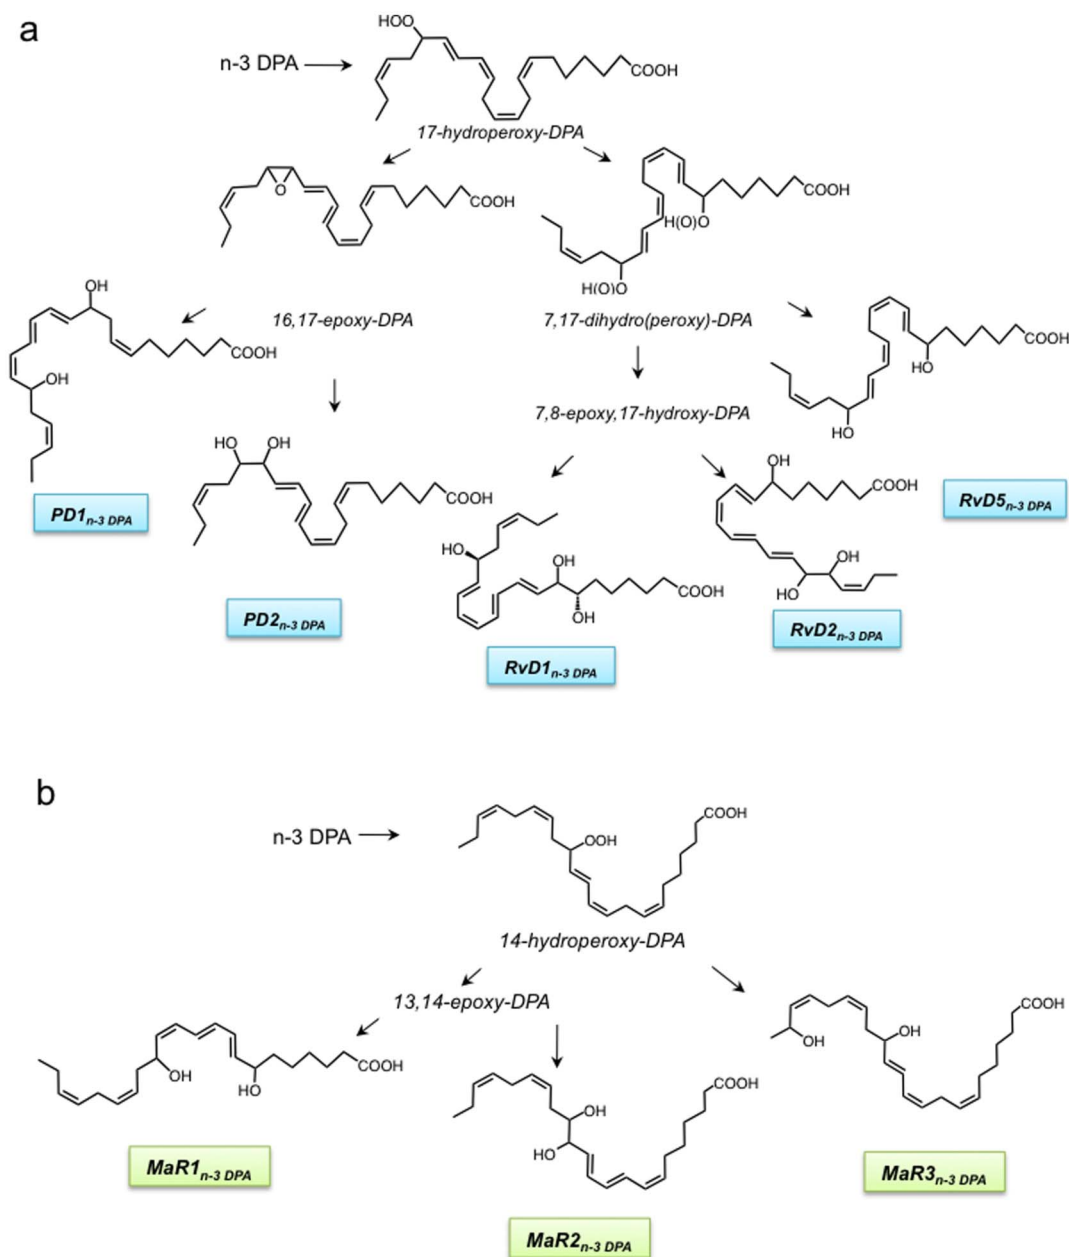 a
HOO
n-3 DPA
COOH
17-hydroperoxy-DPA
O
COOH
COOH
H(O)O
H(O)O
OH
16,17-epoxy-DPA
7,17-dihydro(peroxy)-DPA
COOH
OH
COOH
HO
7,8-epoxy,17-hydroxy-DPA
HO
HO OH
COOH
OH
COOH
RvD5n-3 DPA
PD1n-3 DPA
HO
OH
COOH
OH
OH
HO
PD2n-3 DPA
RvD2n-3 DPA
RvD1n-3 DPA
b
n-3 DPA
COOH
OOH
14-hydroperoxy-DPA
13,14-epoxy-DPA
COOH
OH
OH
HO
COOH
COOH
OH
HO
MaR1n-3 DPA
MaR3n-3 DPA
MaR2n-3 DPA